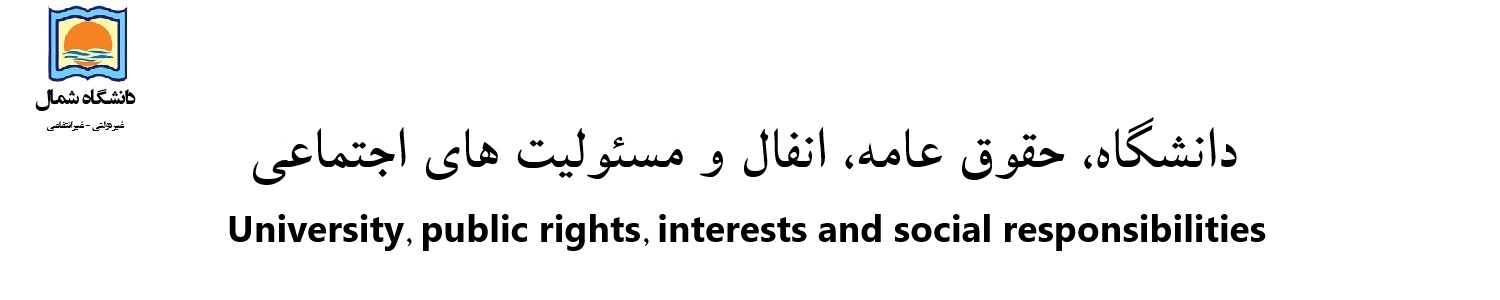 دانشگاه شمال
غیردولتی - غیرانتفاعی
دانشگاه، حقوق عامه، انفال و مسئولیت های اجتماعی
University, public rights, interests and social responsibilities